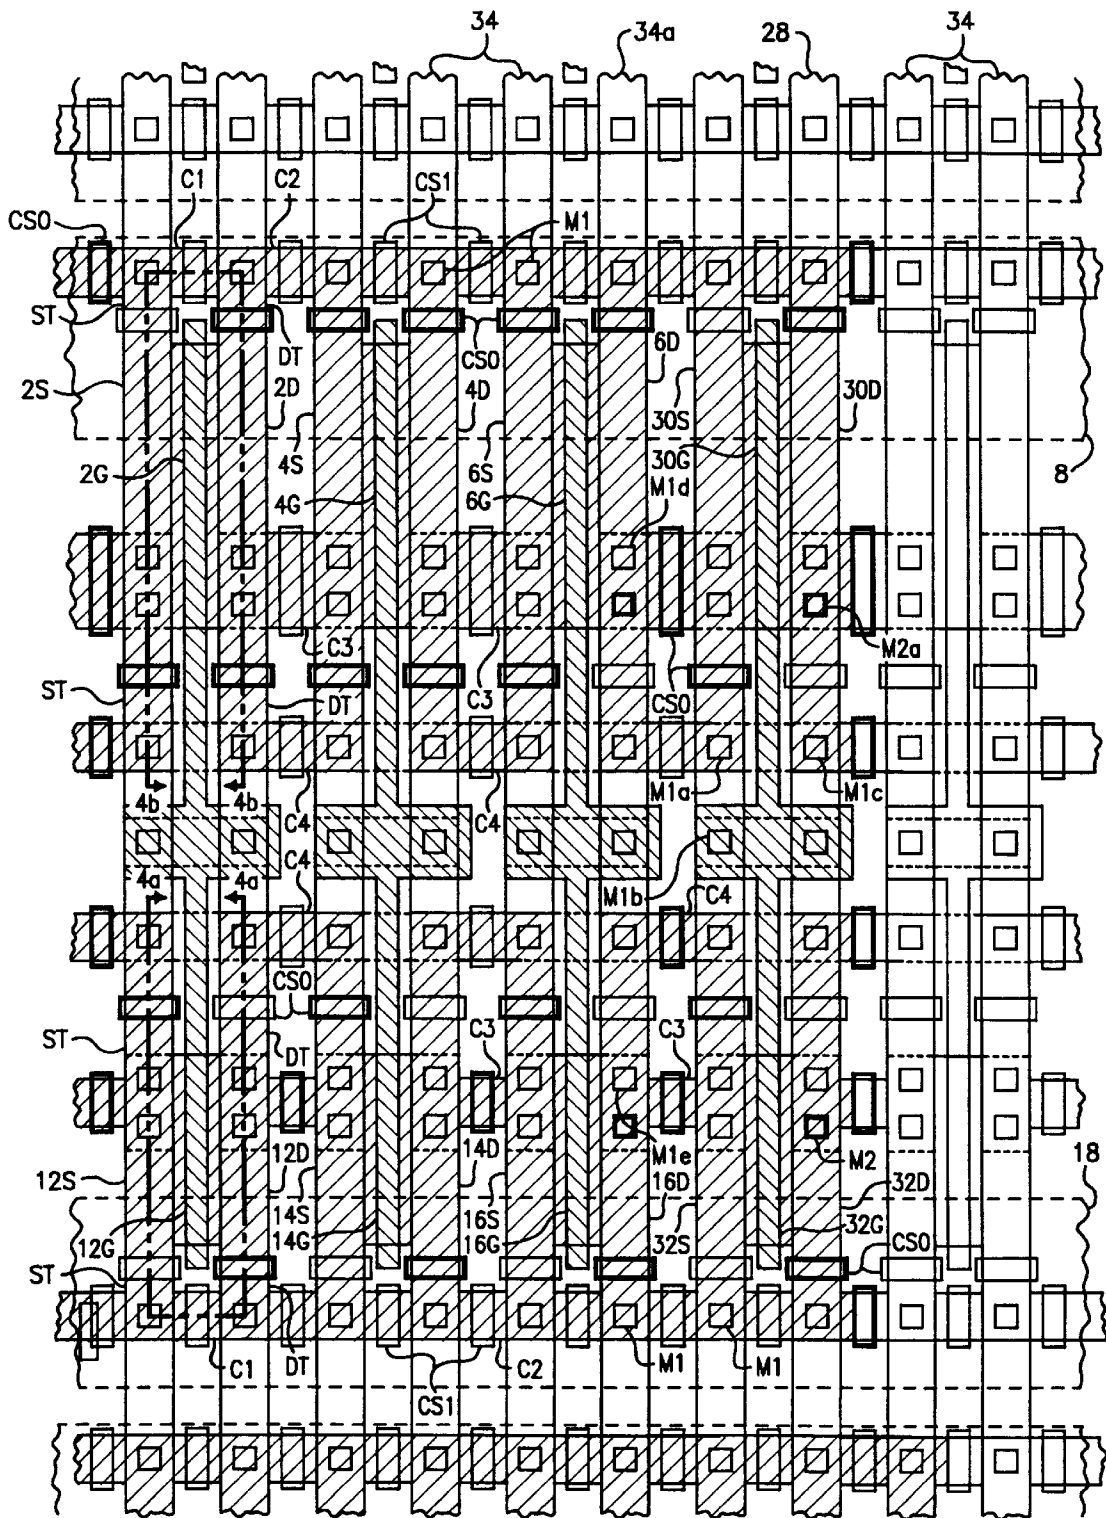 34
34a
28
34
C1
C2
CS1
M1
CS0
ST
DT
CS0
6D
2S
2D
4S
4D
6S
30S
30D
2G
4G
6G
30G
M1d
8
C3
C3
M2a
ST
DT
CS0
4b
4b
C4
C4
M1a
M1c
4a
4a
C4
M1b
C4
CS0
ST
DT
C3
C3
12D
14S
14D
M1e
M2
12S
16S
16D
32D
18
12G
14G
16G
32S
32G
CS0
ST
C1
DT
CS1
C2
M1
M1